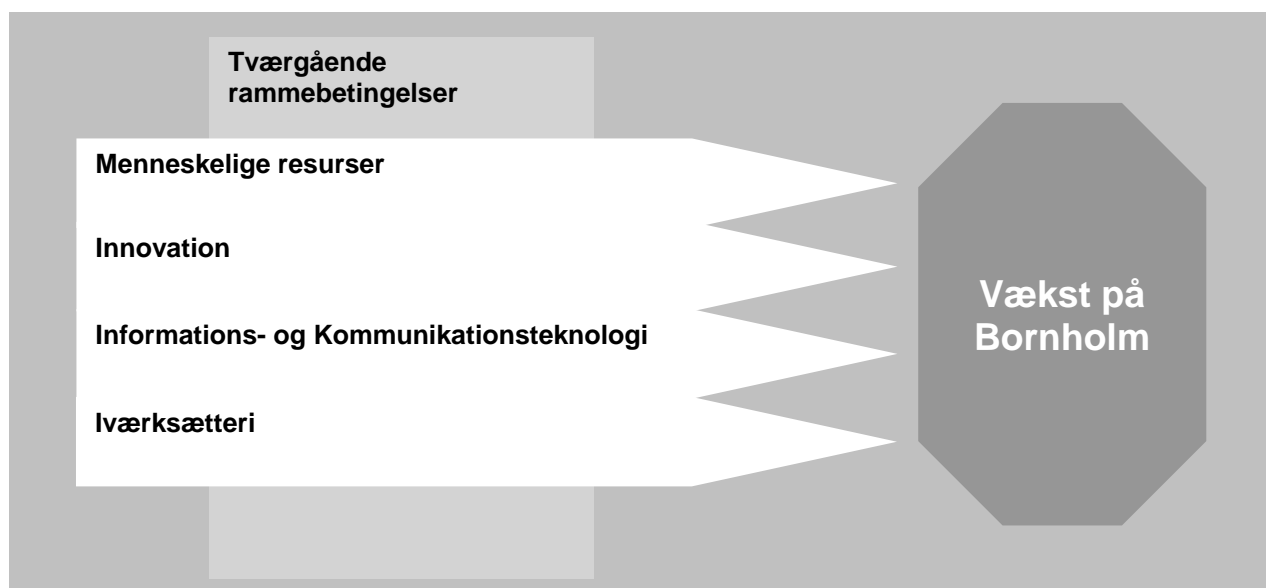 Tværgående
rammebetingelser
Menneskelige resurser
Innovation
Informations- og Kommunikationsteknologi
Iværksætteri
Vækst på
Bornholm